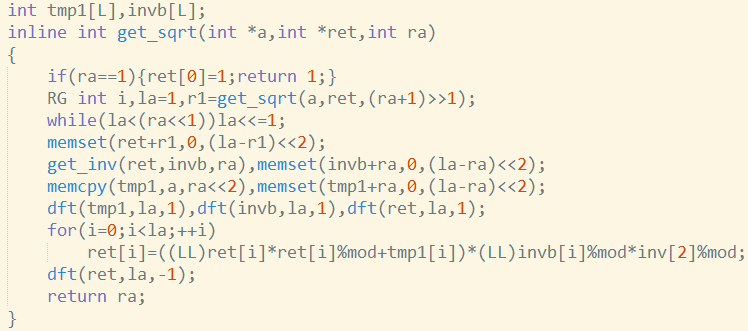 int tmp1[L],invb[L];
inline int get_sqrt(int *a,int *ret,int ra)
{
    if(ra==1){ret[0]=1;return 1;}
    RG int i,la=1,r1=get_sqrt(a,ret,(ra+1)>>1);
    while(la<(ra<<1))la<<=1;
    memset(ret+r1,0,(la-r1)<<2);
    get_inv(ret,invb,ra),memset(invb+ra,0,(la-ra)<<2);
    memcpy(tmp1,a,ra<<2),memset(tmp1+ra,0,(la-ra)<<2);
    dft(tmp1,la,1),dft(invb,la,1),dft(ret,la,1);
    for(i=0;i<la;++i)
        ret[i]=((LL)ret[i]*ret[i]%mod+tmp1[i])*(LL)invb[i]%mod*inv[2]%mod;
    dft(ret,la,-1);
    return ra;
}